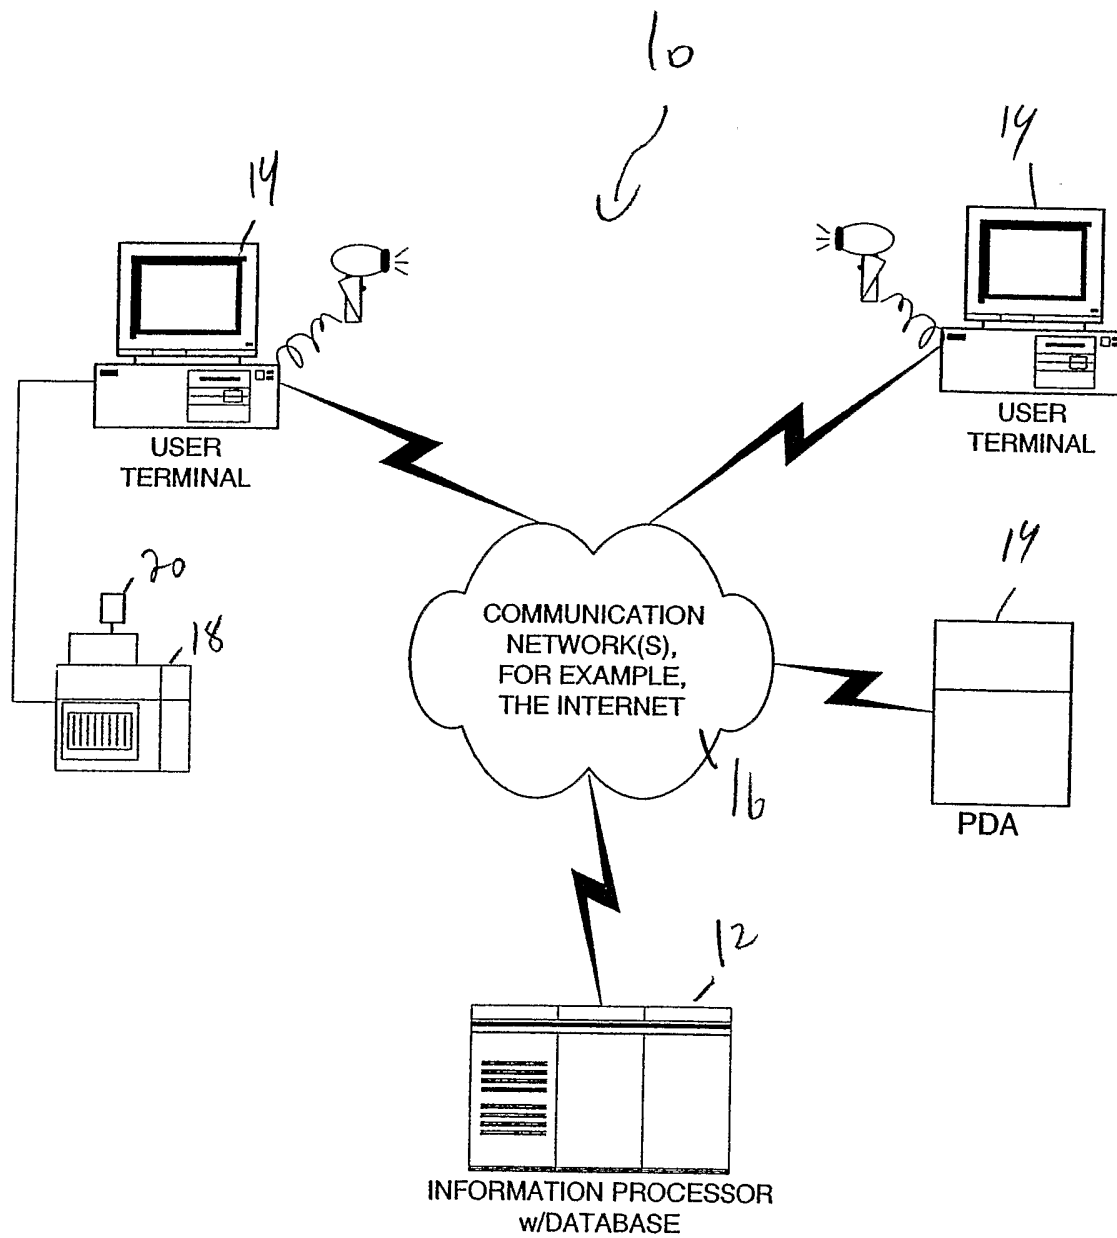 10
14
14
USER
TERMINAL
USER
TERMINAL
20
18
14
COMMUNICATION
NETWORK(S),
FOR EXAMPLE,
THE INTERNET
16
PDA
12
INFORMATION PROCESSOR
w/DATABASE